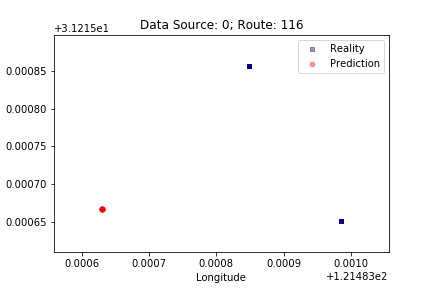 Data Source: 0; Route: 116
+3.1215e1
Reality
Prediction
0.00085
0.00080
0.00075
0.00070
0.00065
0.0006 0.0007 0.0008 0.0009 0.0010
Longitude
+1.21483e2